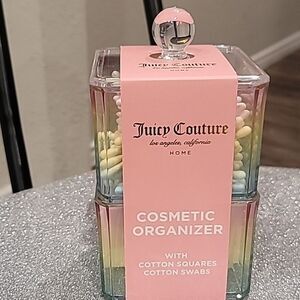 Juicy Couture
los angeles, california
HOME
COSMETIC
ORGANIZER
WITH
COTTON SQUARES
COTTON SWABS